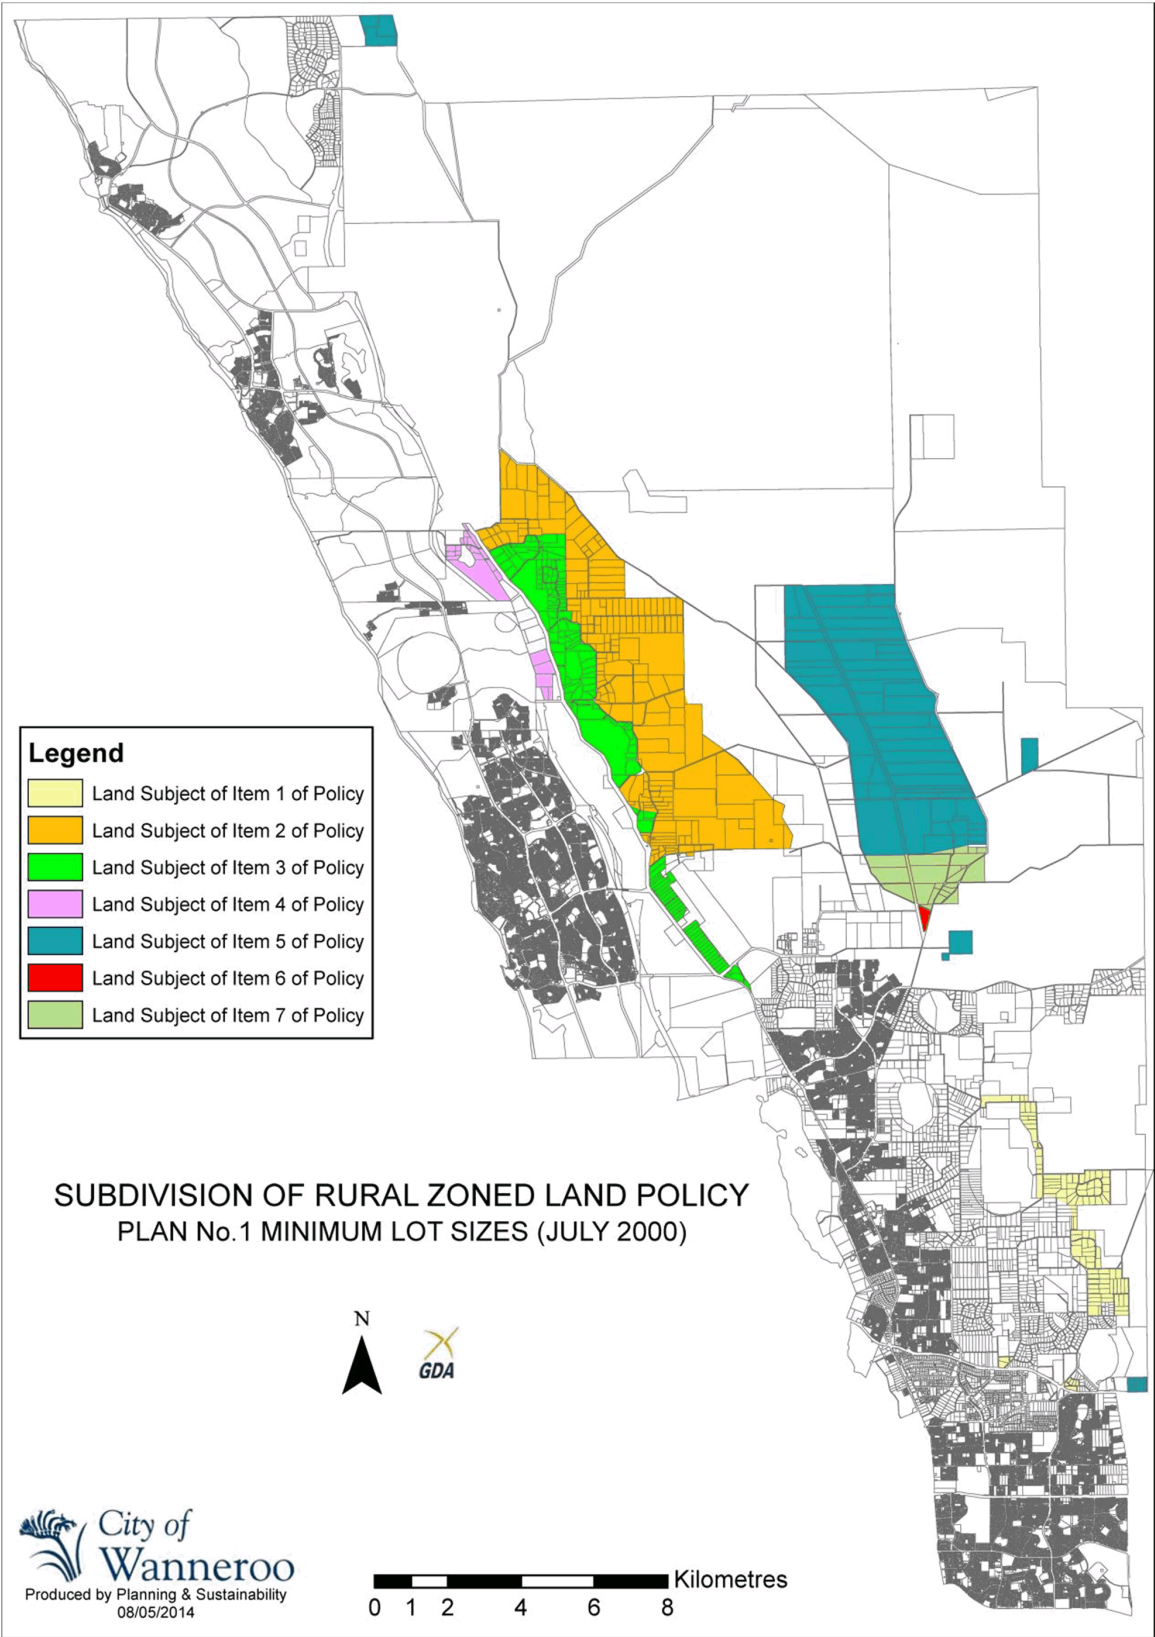 Legend
Land Subject of Item 1 of Policy
Land Subject of Item 2 of Policy
Land Subject of Item 3 of Policy
Land Subject of Item 4 of Policy
Land Subject of Item 5 of Policy
Land Subject of Item 6 of Policy
Land Subject of Item 7 of Policy
SUBDIVISION OF RURAL ZONED LAND POLICY
PLAN No.1 MINIMUM LOT SIZES (JULY 2000)
N
GDA
City of
Wanneroo
Produced by Planning & Sustainability
08/05/2014
Kilometres
0 1 2 4 6 8